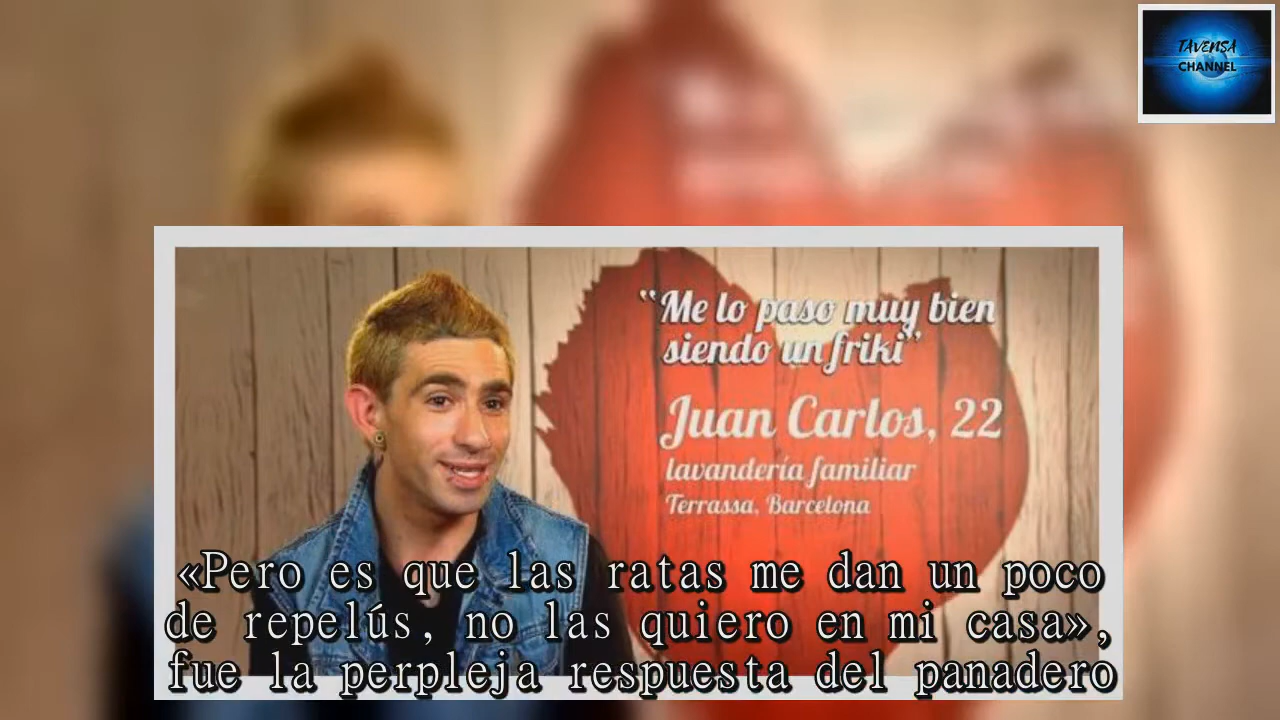 TAVENSA
CHANNEL
“Me lo paso muy bien
siendo un friki”
Juan Carlos, 22
lavandería familiar
Terrassa, Barcelona
«Pero es que las ratas me dan un poco
de repelús, no las quiero en mi casa»,
fue la perpleja respuesta del panadero